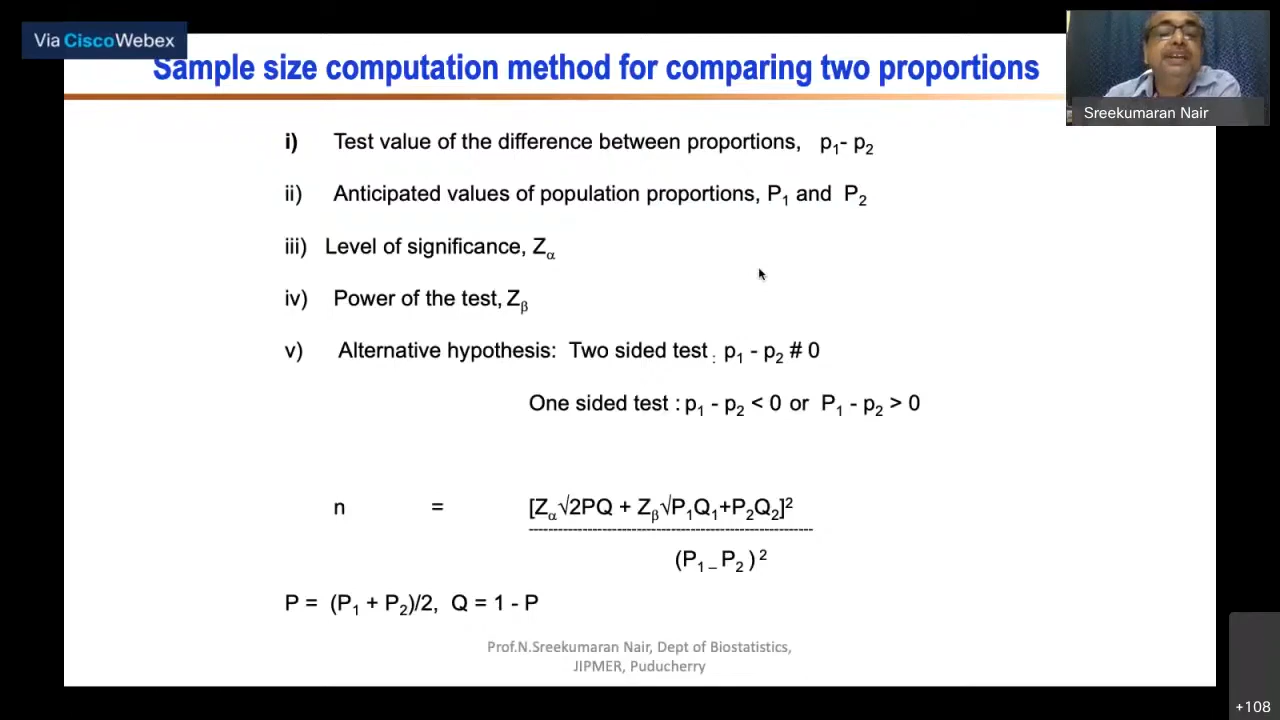 Via Cisco Webex
Sample size computation method for comparing two proportions
Sreekumaran Nair
i) Test value of the difference between proportions, p₁- p₂
ii) Anticipated values of population proportions, P₁ and P₂
iii) Level of significance, Zα
iv) Power of the test, Zβ
v) Alternative hypothesis: Two sided test : p₁ - p₂ # 0
One sided test : p₁ - p₂ < 0 or P₁ - p₂ > 0
n = [Zα√2PQ + Zβ√P₁Q₁+P₂Q₂]²
(P₁ – P₂ )²
P = (P₁ + P₂)/2, Q = 1 - P
Prof.N.Sreekumaran Nair, Dept of Biostatistics,
JIPMER, Puducherry
+108